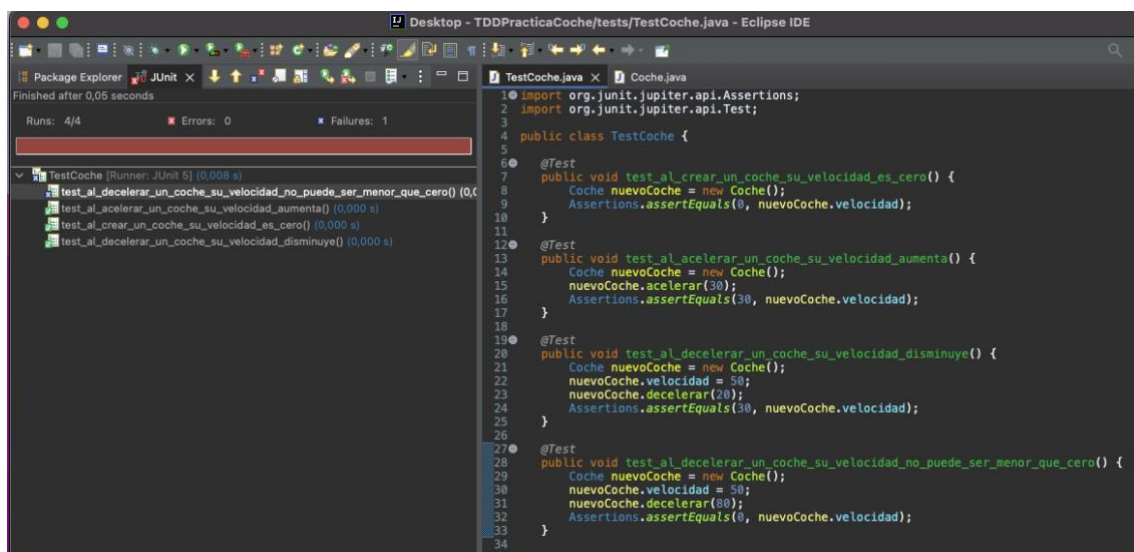 Desktop - TDDPracticaCoche/tests/TestCoche.java - Eclipse IDE
Package Explorer JUnit
TestCoche.java Coche.java
Finished after 0,05 seconds
Runs: 4/4 Errors: 0 Failures: 1
TestCoche [Runner: JUnit 5] (0,008 s)
test_al_decelerar_un_coche_su_velocidad_no_puede_ser_menor_que_cero() (0,0
test_al_acelerar_un_coche_su_velocidad_aumenta() (0,000 s)
test_al_crear_un_coche_su_velocidad_es_cero() (0,000 s)
test_al_decelerar_un_coche_su_velocidad_disminuye() (0,000 s)
1 import org.junit.jupiter.api.Assertions;
2 import org.junit.jupiter.api.Test;
3
4 public class TestCoche {
5
6 @Test
7 public void test_al_crear_un_coche_su_velocidad_es_cero() {
8 Coche nuevoCoche = new Coche();
9 Assertions.assertEquals(0, nuevoCoche.velocidad);
10 }
11
12 @Test
13 public void test_al_acelerar_un_coche_su_velocidad_aumenta() {
14 Coche nuevoCoche = new Coche();
15 nuevoCoche.acelerar(30);
16 Assertions.assertEquals(30, nuevoCoche.velocidad);
17 }
18
19 @Test
20 public void test_al_decelerar_un_coche_su_velocidad_disminuye() {
21 Coche nuevoCoche = new Coche();
22 nuevoCoche.velocidad = 50;
23 nuevoCoche.decelerar(20);
24 Assertions.assertEquals(30, nuevoCoche.velocidad);
25 }
26
27 @Test
28 public void test_al_decelerar_un_coche_su_velocidad_no_puede_ser_menor_que_cero() {
29 Coche nuevoCoche = new Coche();
30 nuevoCoche.velocidad = 50;
31 nuevoCoche.decelerar(80);
32 Assertions.assertEquals(0, nuevoCoche.velocidad);
33 }
34